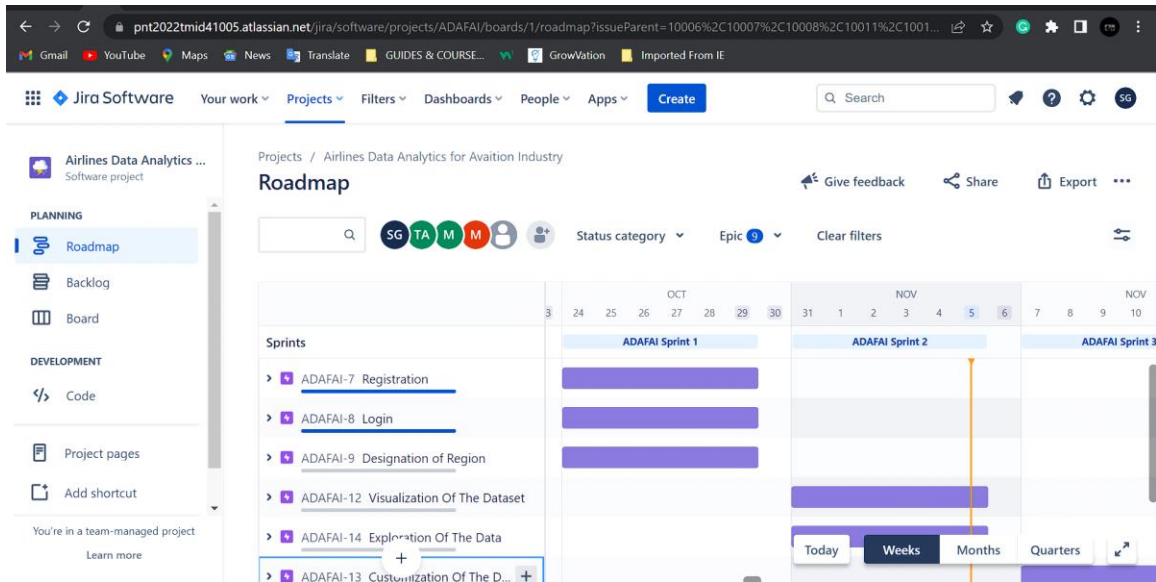 pnt2022tmid41005.atlassian.net/jira/software/projects/ADAFAI/boards/1/roadmap?issueParent=10006%2C10007%2C10008%2C10011%2C1001...
Gmail YouTube Maps News Translate GUIDES & COURSE... GrowVation Imported From IE
Jira Software Your work Projects Filters Dashboards People Apps Create Search SG
Airlines Data Analytics ...
Software project
PLANNING
Roadmap
Backlog
Board
DEVELOPMENT
Code
Project pages
Add shortcut
You're in a team-managed project
Learn more
Projects / Airlines Data Analytics for Avaition Industry
Roadmap
Give feedback Share Export
SG TA M M Status category Epic 9 Clear filters
OCT NOV NOV
3 24 25 26 27 28 29 30 31 1 2 3 4 5 6 7 8 9 10
Sprints ADAFAI Sprint 1 ADAFAI Sprint 2 ADAFAI Sprint 3
ADAFAI-7 Registration
ADAFAI-8 Login
ADAFAI-9 Designation of Region
ADAFAI-12 Visualization Of The Dataset
ADAFAI-14 Exploration Of The Data
ADAFAI-13 Customization Of The D...
Today Weeks Months Quarters